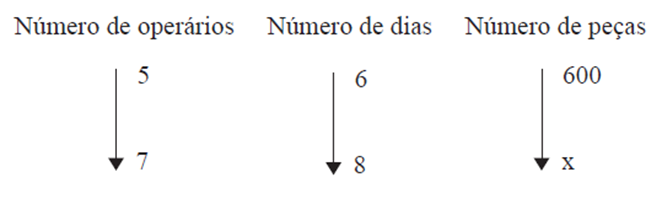 Número de operários Número de dias Número de peças
5 6 600
7 8 x